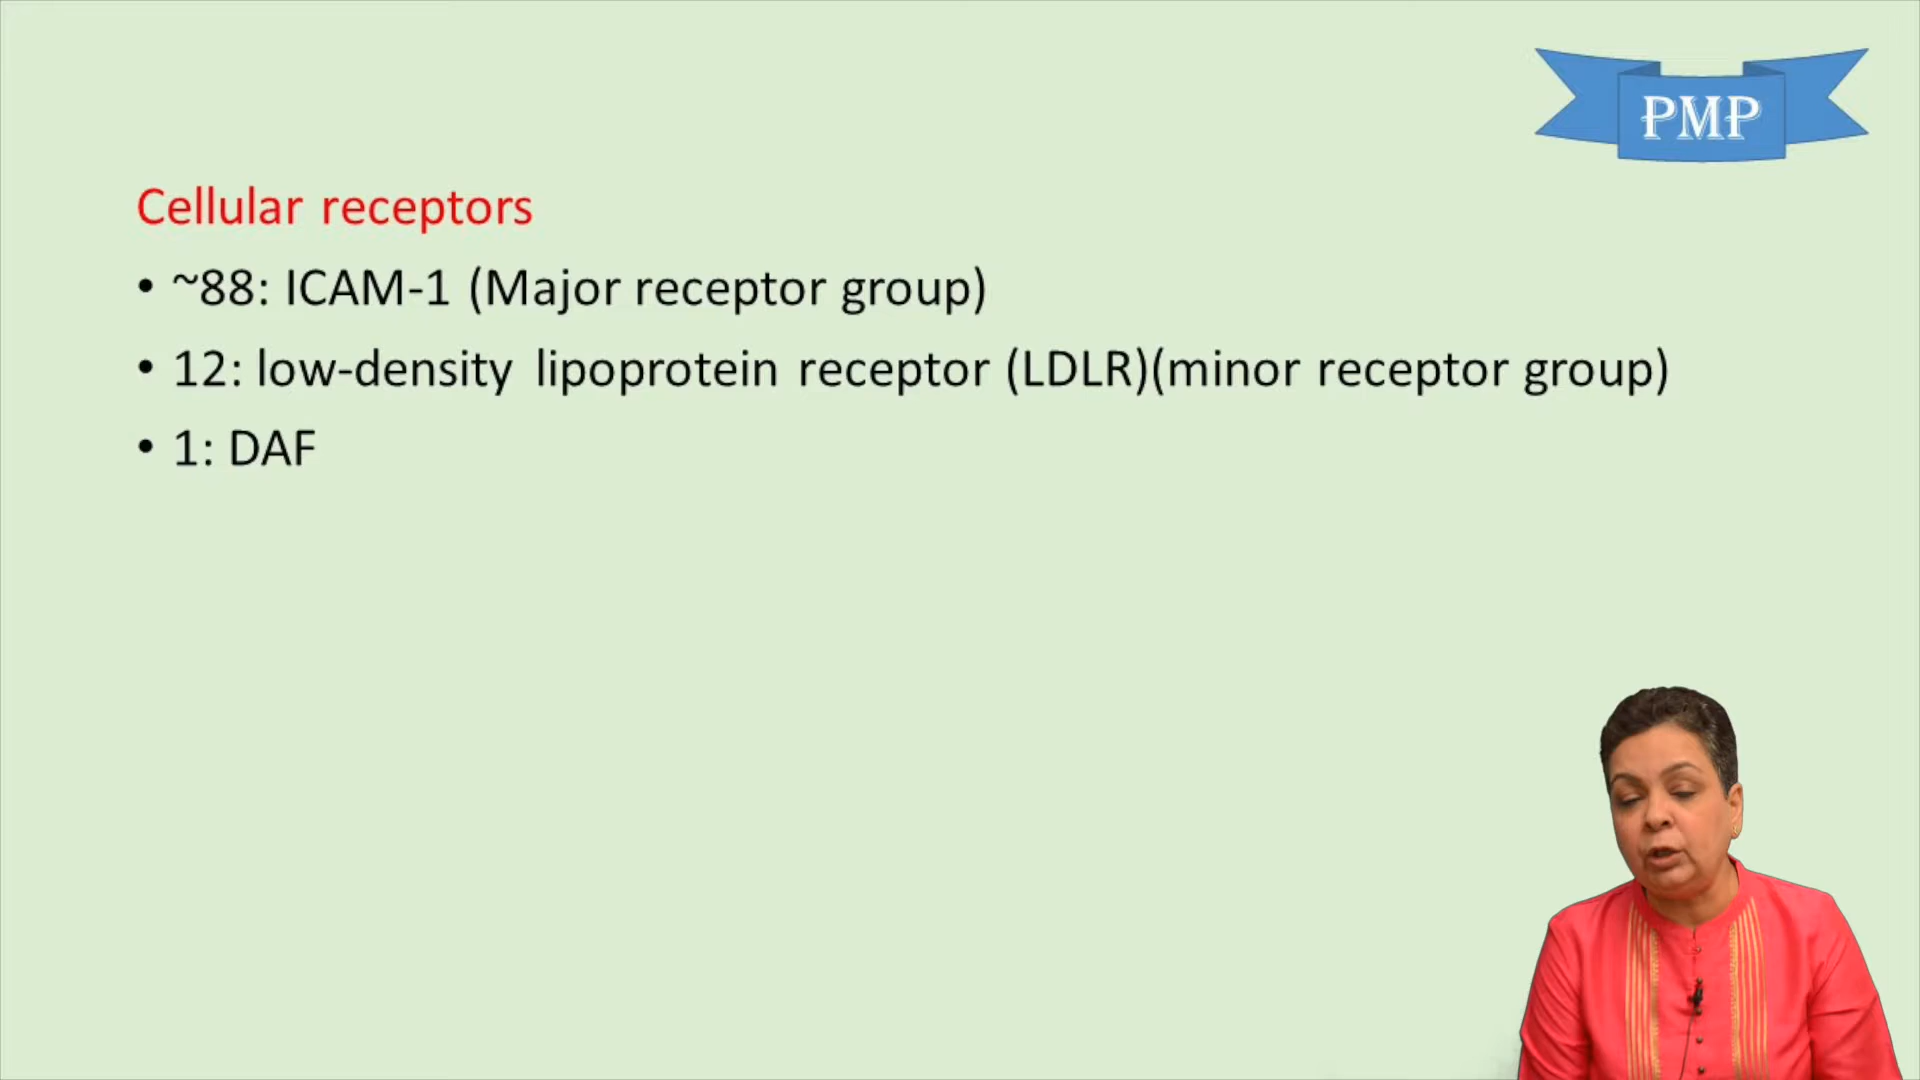 PMP
Cellular receptors
• ~88: ICAM-1 (Major receptor group)
• 12: low-density lipoprotein receptor (LDLR)(minor receptor group)
• 1: DAF